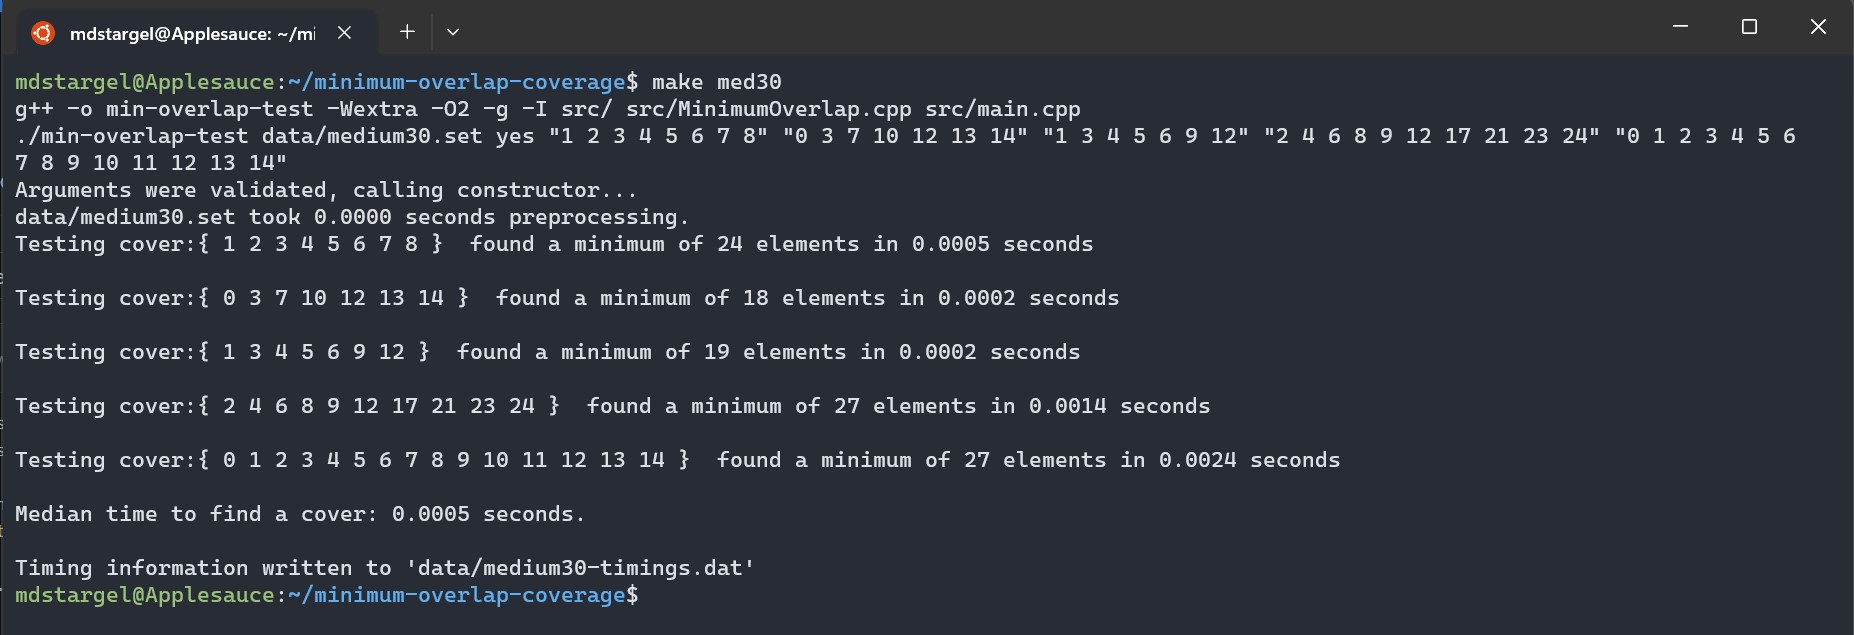 mdstargel@Applesauce: ~/mi
mdstargel@Applesauce:~/minimum-overlap-coverage$ make med30
g++ -o min-overlap-test -Wextra -O2 -g -I src/ src/MinimumOverlap.cpp src/main.cpp
./min-overlap-test data/medium30.set yes "1 2 3 4 5 6 7 8" "0 3 7 10 12 13 14" "1 3 4 5 6 9 12" "2 4 6 8 9 12 17 21 23 24" "0 1 2 3 4 5 6
7 8 9 10 11 12 13 14"
Arguments were validated, calling constructor...
data/medium30.set took 0.0000 seconds preprocessing.
Testing cover:{ 1 2 3 4 5 6 7 8 }  found a minimum of 24 elements in 0.0005 seconds
Testing cover:{ 0 3 7 10 12 13 14 }  found a minimum of 18 elements in 0.0002 seconds
Testing cover:{ 1 3 4 5 6 9 12 }  found a minimum of 19 elements in 0.0002 seconds
Testing cover:{ 2 4 6 8 9 12 17 21 23 24 }  found a minimum of 27 elements in 0.0014 seconds
Testing cover:{ 0 1 2 3 4 5 6 7 8 9 10 11 12 13 14 }  found a minimum of 27 elements in 0.0024 seconds
Median time to find a cover: 0.0005 seconds.
Timing information written to 'data/medium30-timings.dat'
mdstargel@Applesauce:~/minimum-overlap-coverage$